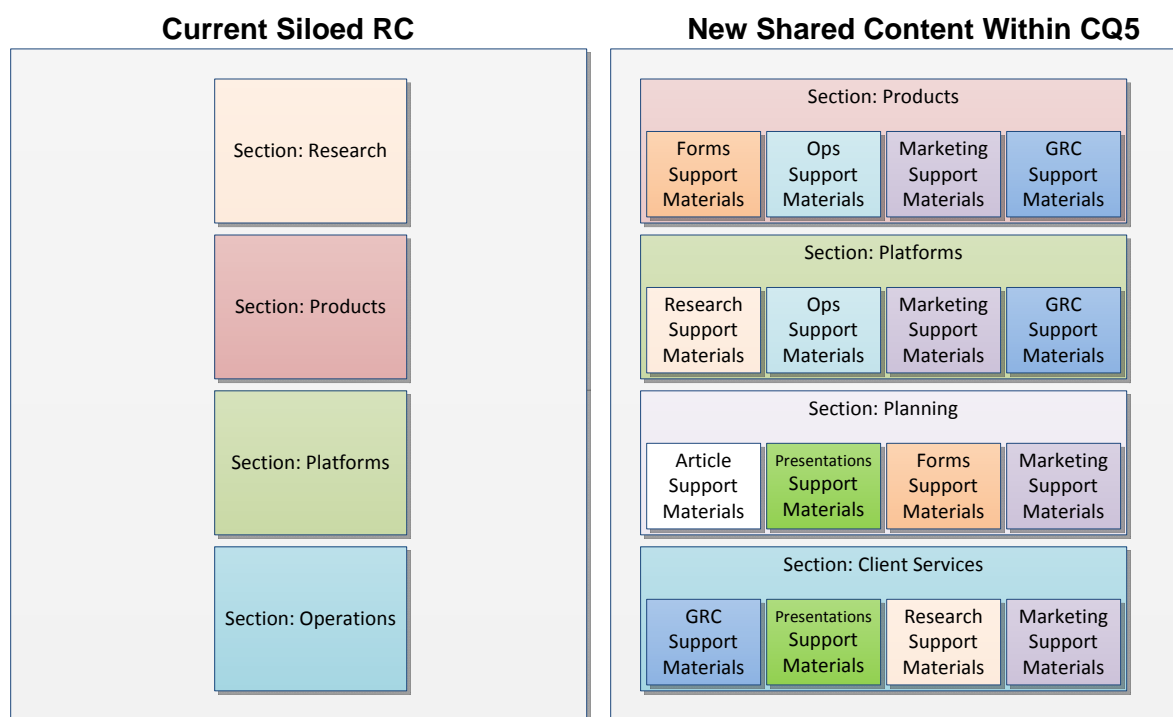 Current Siloed RC
Section: Research
Section: Products
Section: Platforms
Section: Operations
New Shared Content Within CQ5
Section: Products
Forms
Support
Materials
Ops
Support
Materials
Marketing
Support
Materials
GRC
Support
Materials
Section: Platforms
Research
Support
Materials
Ops
Support
Materials
Marketing
Support
Materials
GRC
Support
Materials
Section: Planning
Article
Support
Materials
Presentations
Support
Materials
Forms
Support
Materials
Marketing
Support
Materials
Section: Client Services
GRC
Support
Materials
Presentations
Support
Materials
Research
Support
Materials
Marketing
Support
Materials